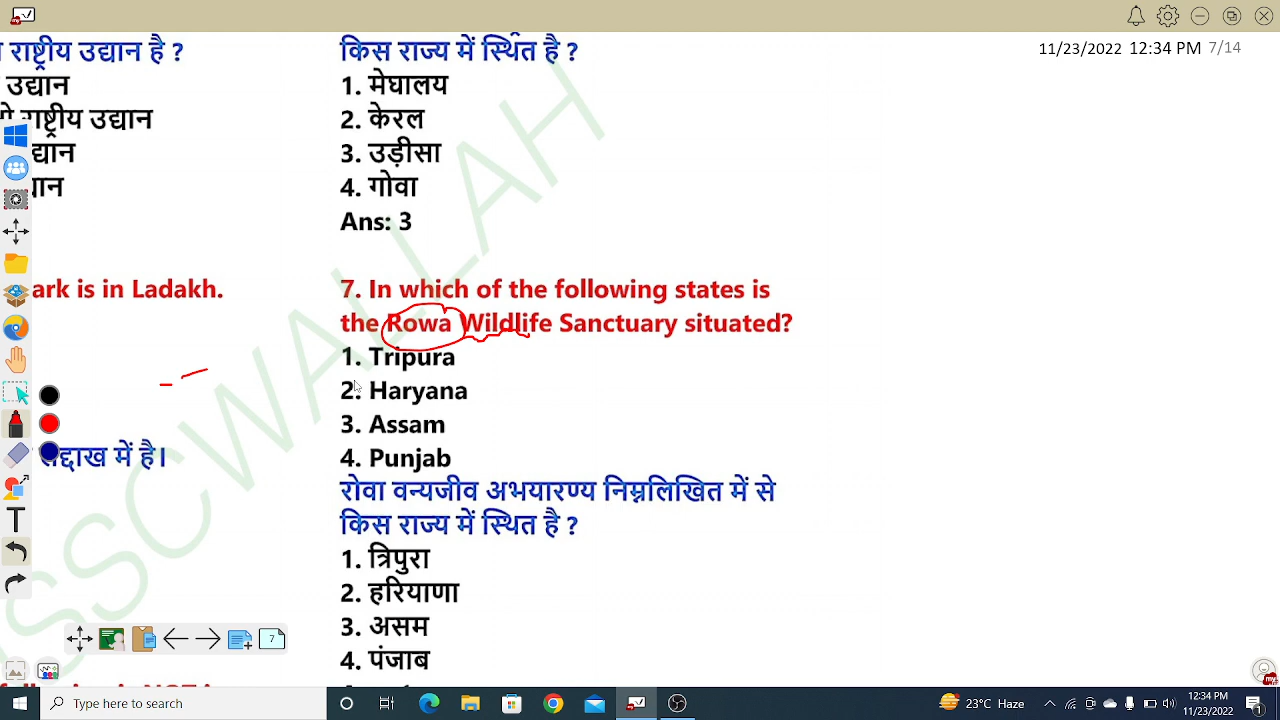 11/23/2022 12:34 PM 7/14
राष्ट्रीय उद्यान है ?
उद्यान
राष्ट्रीय उद्यान
ark is in Ladakh.
में है।
किस राज्य में स्थित है ?
1. मेघालय
2. केरल
3. उड़ीसा
4. गोवा
Ans: 3
7. In which of the following states is
the Rowa Wildlife Sanctuary situated?
1. Tripura
2. Haryana
3. Assam
4. Punjab
रोवा वन्यजीव अभयारण्य निम्नलिखित में से
किस राज्य में स्थित है ?
1. त्रिपुरा
2. हरियाणा
3. असम
4. पंजाब
SSCWALLAH
T
7
Type here to search
23°C Haze
12:34 PM
11/23/2022